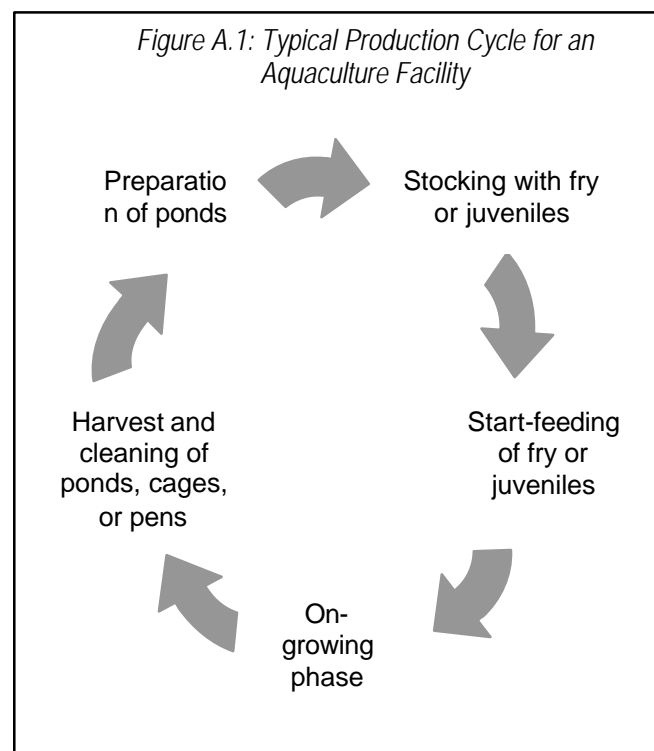 Figure A.1: Typical Production Cycle for an
Aquaculture Facility
Preparatio
n of ponds
Stocking with fry
or juveniles
Start-feeding
of fry or
juveniles
On-
growing
phase
Harvest and
cleaning of
ponds, cages,
or pens